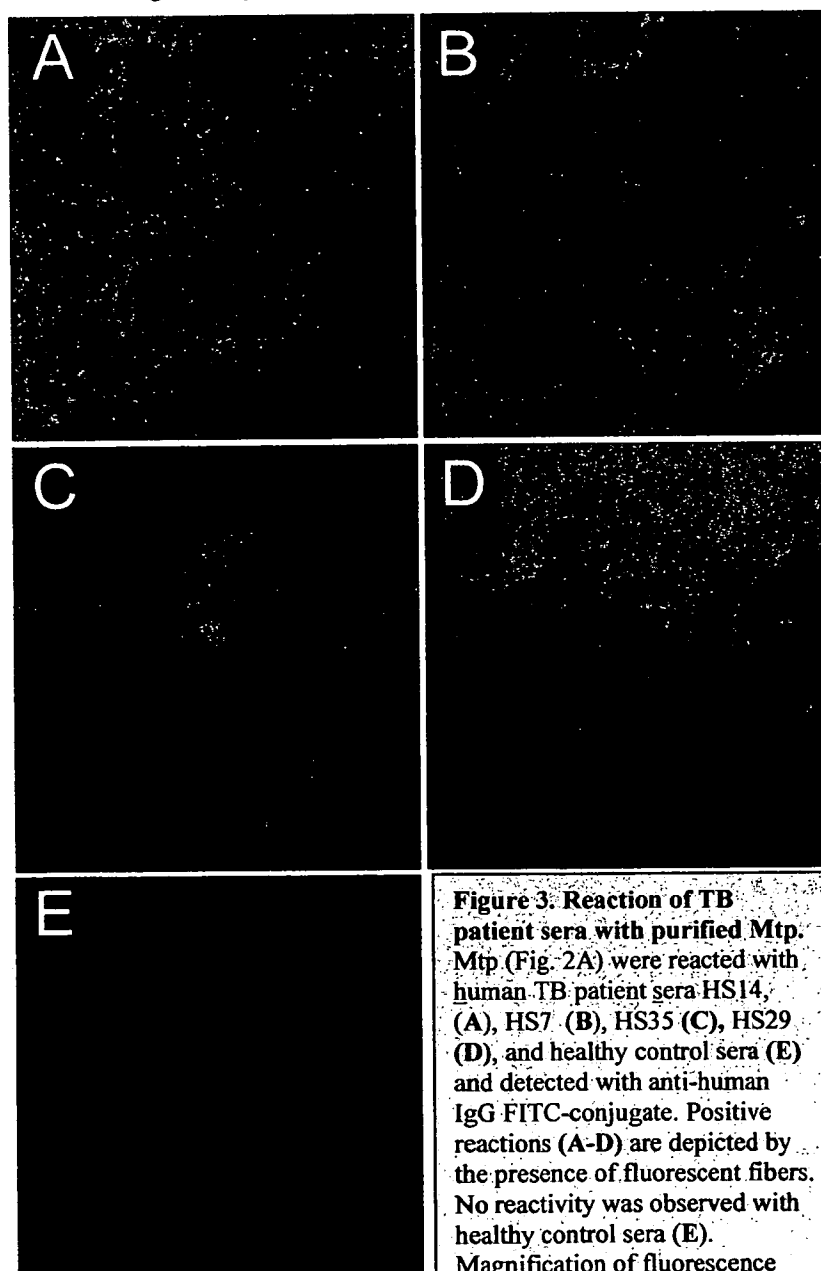 A
B
C
D
E
Figure 3. Reaction of TB
patient sera with purified Mtp.
Mtp (Fig. 2A) were reacted with
human TB patient sera HS14,
(A), HS7 (B), HS35 (C), HS29
(D), and healthy control sera (E)
and detected with anti-human
IgG FITC-conjugate. Positive
reactions (A-D) are depicted by
the presence of fluorescent fibers.
No reactivity was observed with
healthy control sera (E).
Magnification of fluorescence